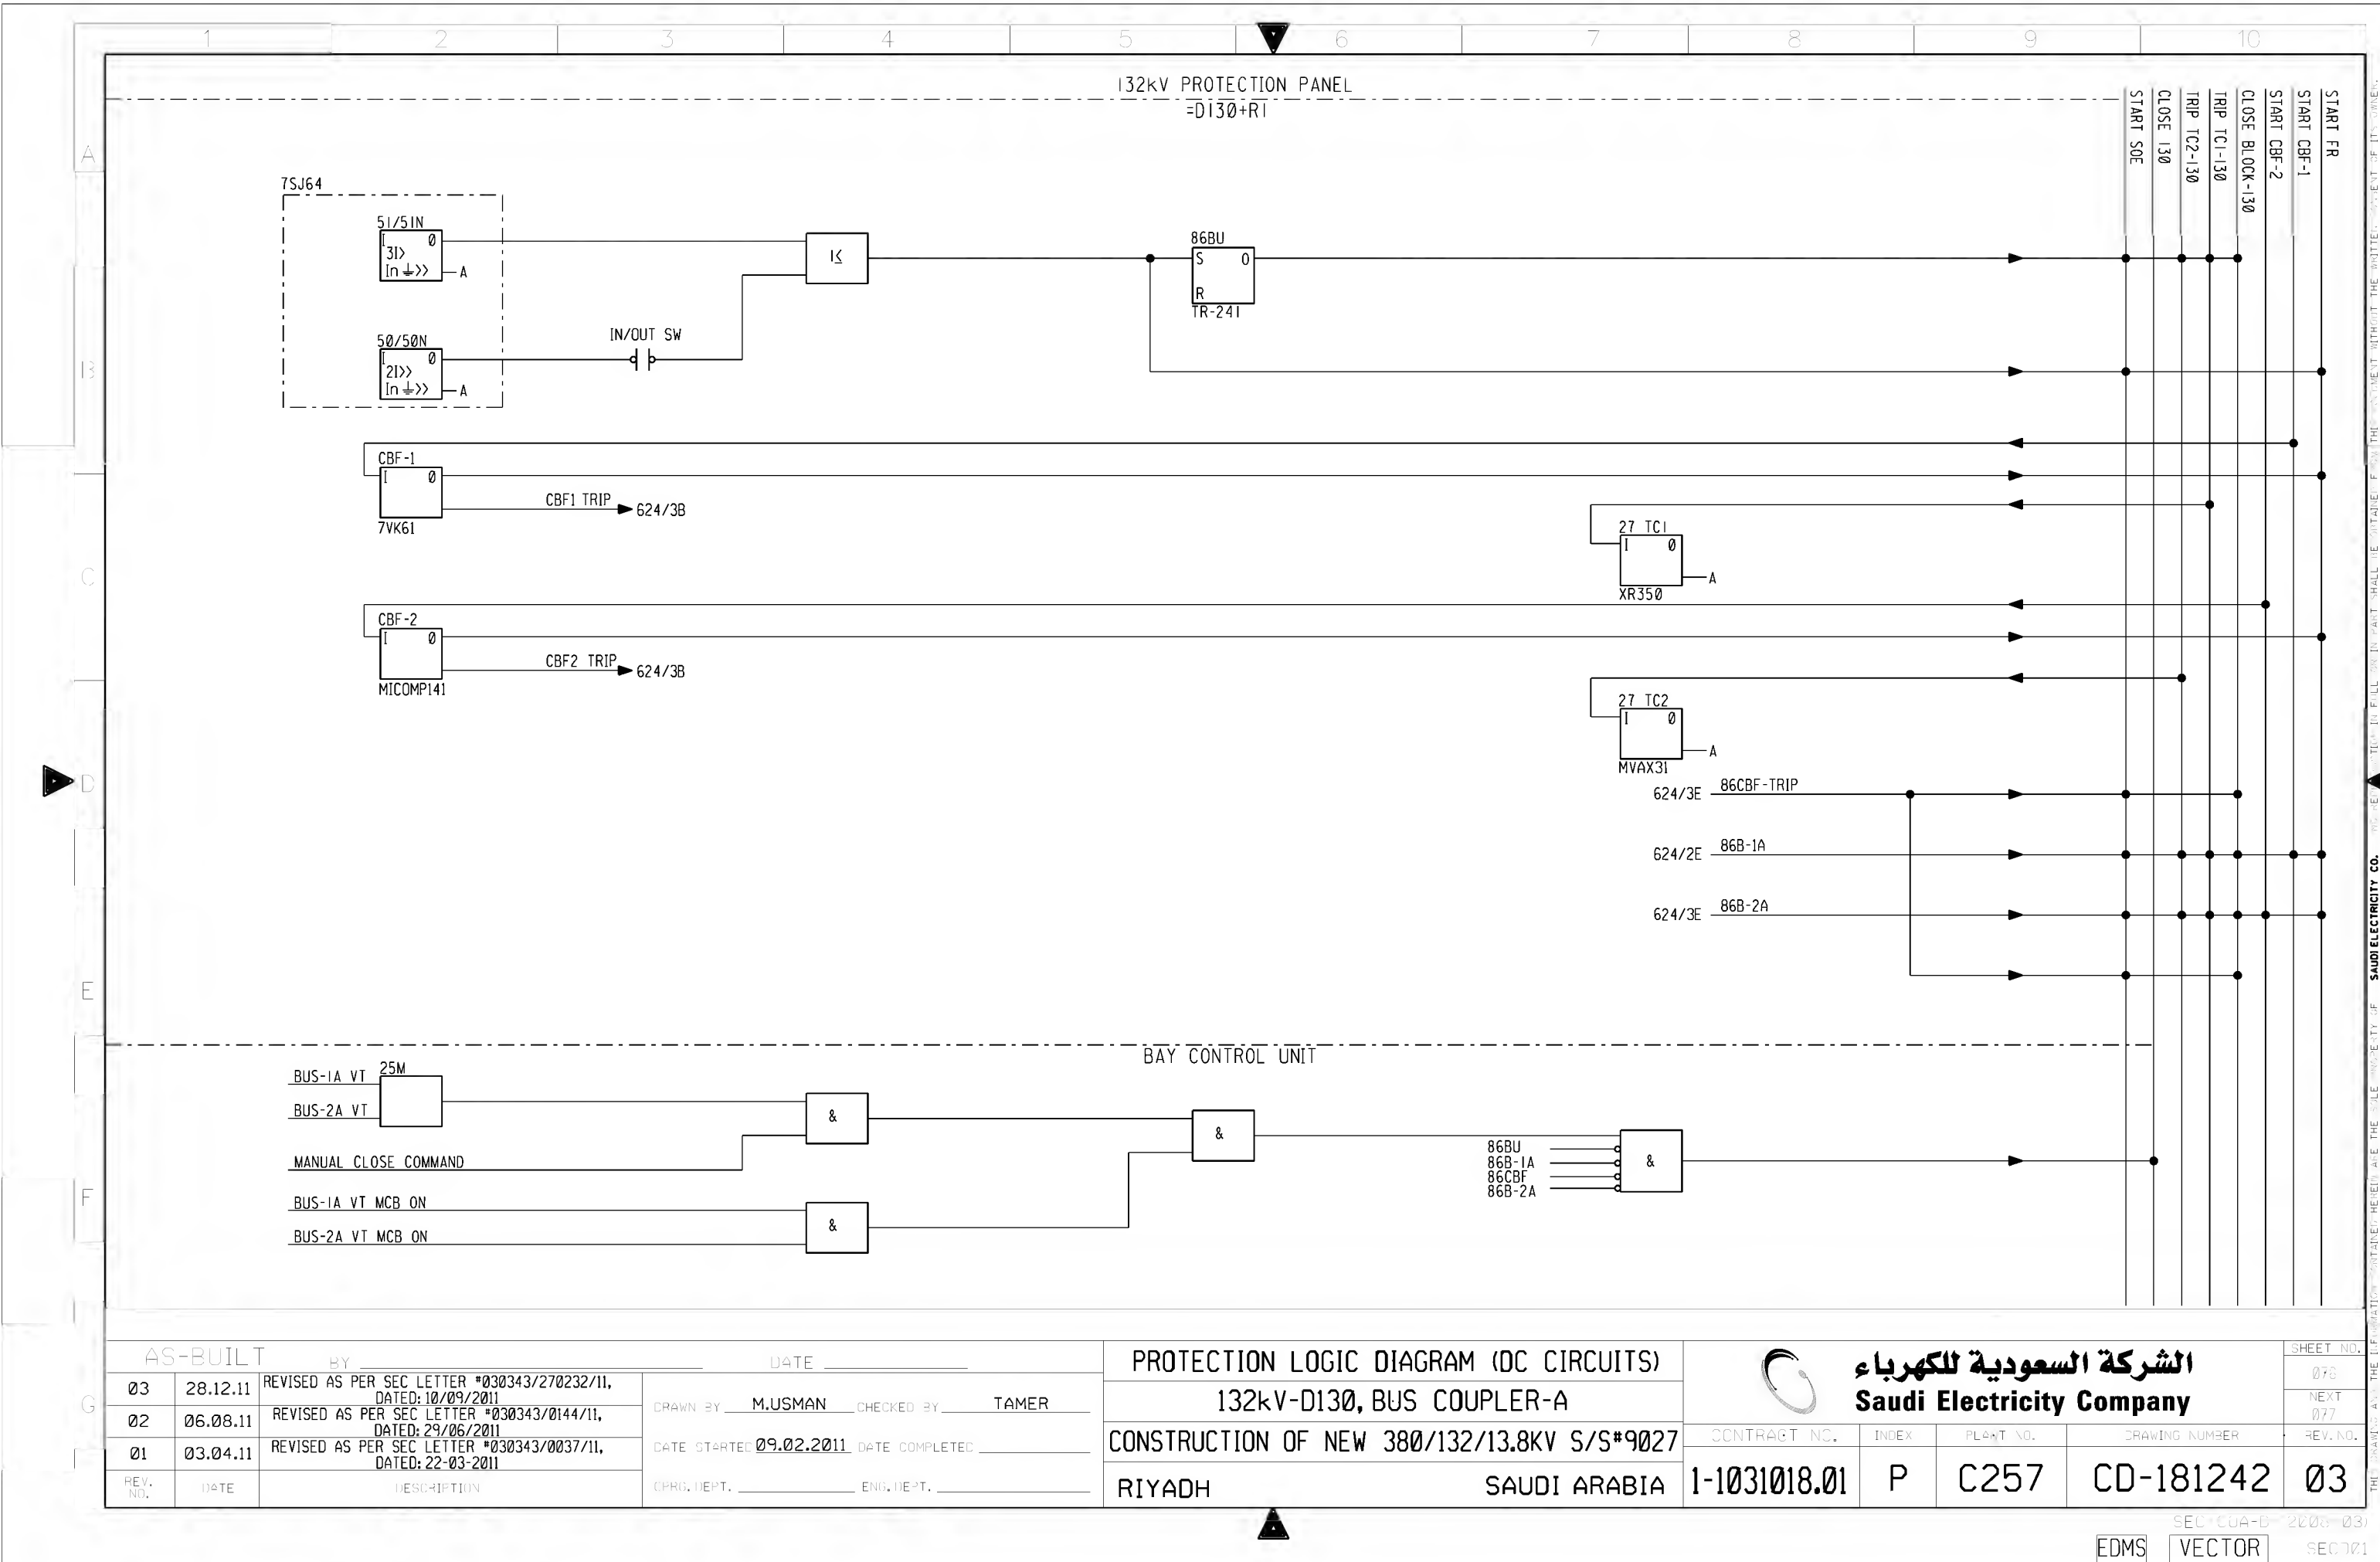 1 2 3 4 5 6 7 8 9 10
132kV PROTECTION PANEL
=D130+R1
START SOE
CLOSE 130
TRIP TC2-130
TRIP TC1-130
CLOSE BLOCK-130
START CBF-2
START CBF-1
START FR
A
7SJ64
51/51N
I Ø
3I>
In ⏚>> A
I≤
86BU
S O
R
TR-241
50/50N
I Ø
2I>>
In ⏚>> A
IN/OUT SW
B
CBF-1
I Ø
7VK61
CBF1 TRIP 624/3B
27 TC1
I Ø
A
XR350
C
CBF-2
I Ø
MICOMP141
CBF2 TRIP 624/3B
27 TC2
I Ø
A
MVAX31
D
624/3E 86CBF-TRIP
624/2E 86B-1A
624/3E 86B-2A
E
BAY CONTROL UNIT
BUS-1A VT 25M
BUS-2A VT
&
&
MANUAL CLOSE COMMAND
86BU
86B-1A
86CBF
86B-2A
&
F
BUS-1A VT MCB ON
BUS-2A VT MCB ON
&
G
AS-BUILT BY DATE
03 28.12.11 REVISED AS PER SEC LETTER #030343/270232/11,
DATED: 10/09/2011
02 06.08.11 REVISED AS PER SEC LETTER #030343/0144/11,
DATED: 29/06/2011
01 03.04.11 REVISED AS PER SEC LETTER #030343/0037/11,
DATED: 22-03-2011
REV. NO. DATE DESCRIPTION
DRAWN BY M.USMAN CHECKED BY TAMER
DATE STARTED 09.02.2011 DATE COMPLETED
OPRG. DEPT. ENG. DEPT.
PROTECTION LOGIC DIAGRAM (DC CIRCUITS)
132kV-D130, BUS COUPLER-A
CONSTRUCTION OF NEW 380/132/13.8KV S/S#9027
RIYADH SAUDI ARABIA
الشركة السعودية للكهرباء
Saudi Electricity Company
CONTRACT NO. INDEX PLANT NO. DRAWING NUMBER REV. NO.
1-1031018.01 P C257 CD-181242 03
SHEET NO.
076
NEXT
077
EDMS VECTOR
SAUDI ELECTRICITY CO.